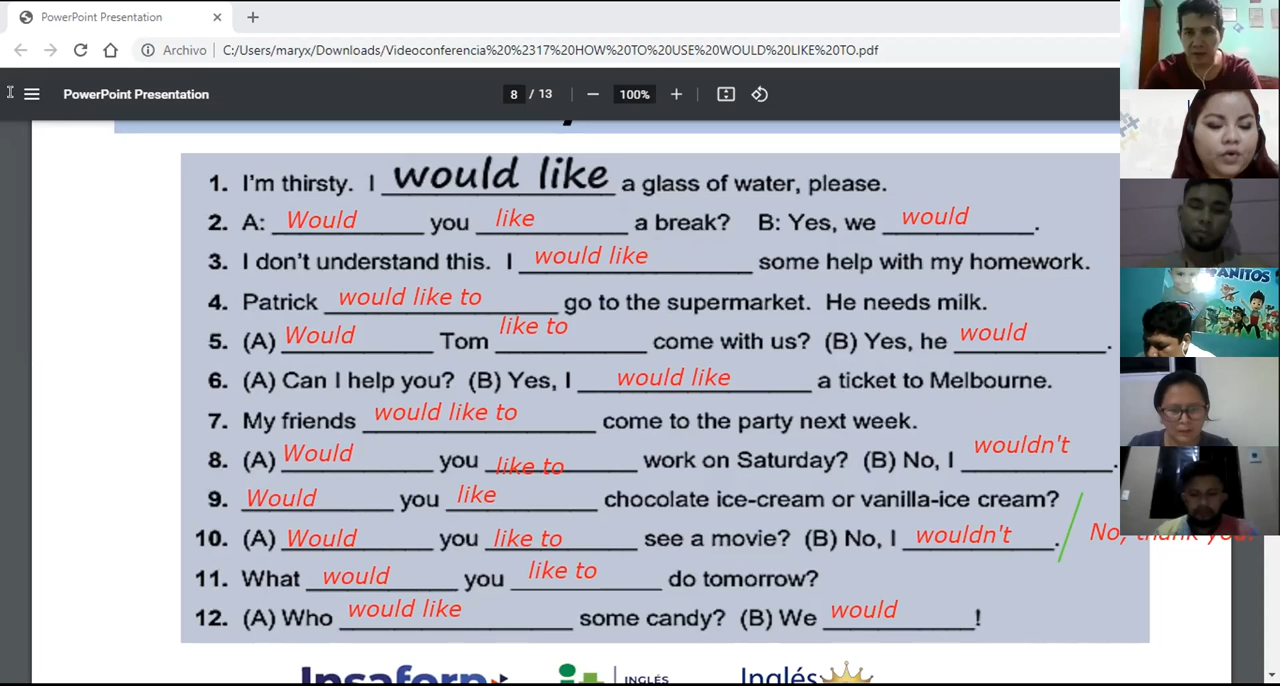 PowerPoint Presentation
Archivo C:/Users/maryx/Downloads/Videoconferencia%20%2317%20HOW%20TO%20USE%20WOULD%20LIKE%20TO.pdf
PowerPoint Presentation 8 / 13 100%
1. I'm thirsty. I would like a glass of water, please.
2. A: Would you like a break? B: Yes, we would.
3. I don't understand this. I would like some help with my homework.
4. Patrick would like to go to the supermarket. He needs milk.
5. (A) Would Tom like to come with us? (B) Yes, he would.
6. (A) Can I help you? (B) Yes, I would like a ticket to Melbourne.
7. My friends would like to come to the party next week.
8. (A) Would you like to work on Saturday? (B) No, I wouldn't.
9. Would you like chocolate ice-cream or vanilla-ice cream?
10. (A) Would you like to see a movie? (B) No, I wouldn't. / No, thank you.
11. What would you like to do tomorrow?
12. (A) Who would like some candy? (B) We would!
Insaforp INGLÉS Inglés